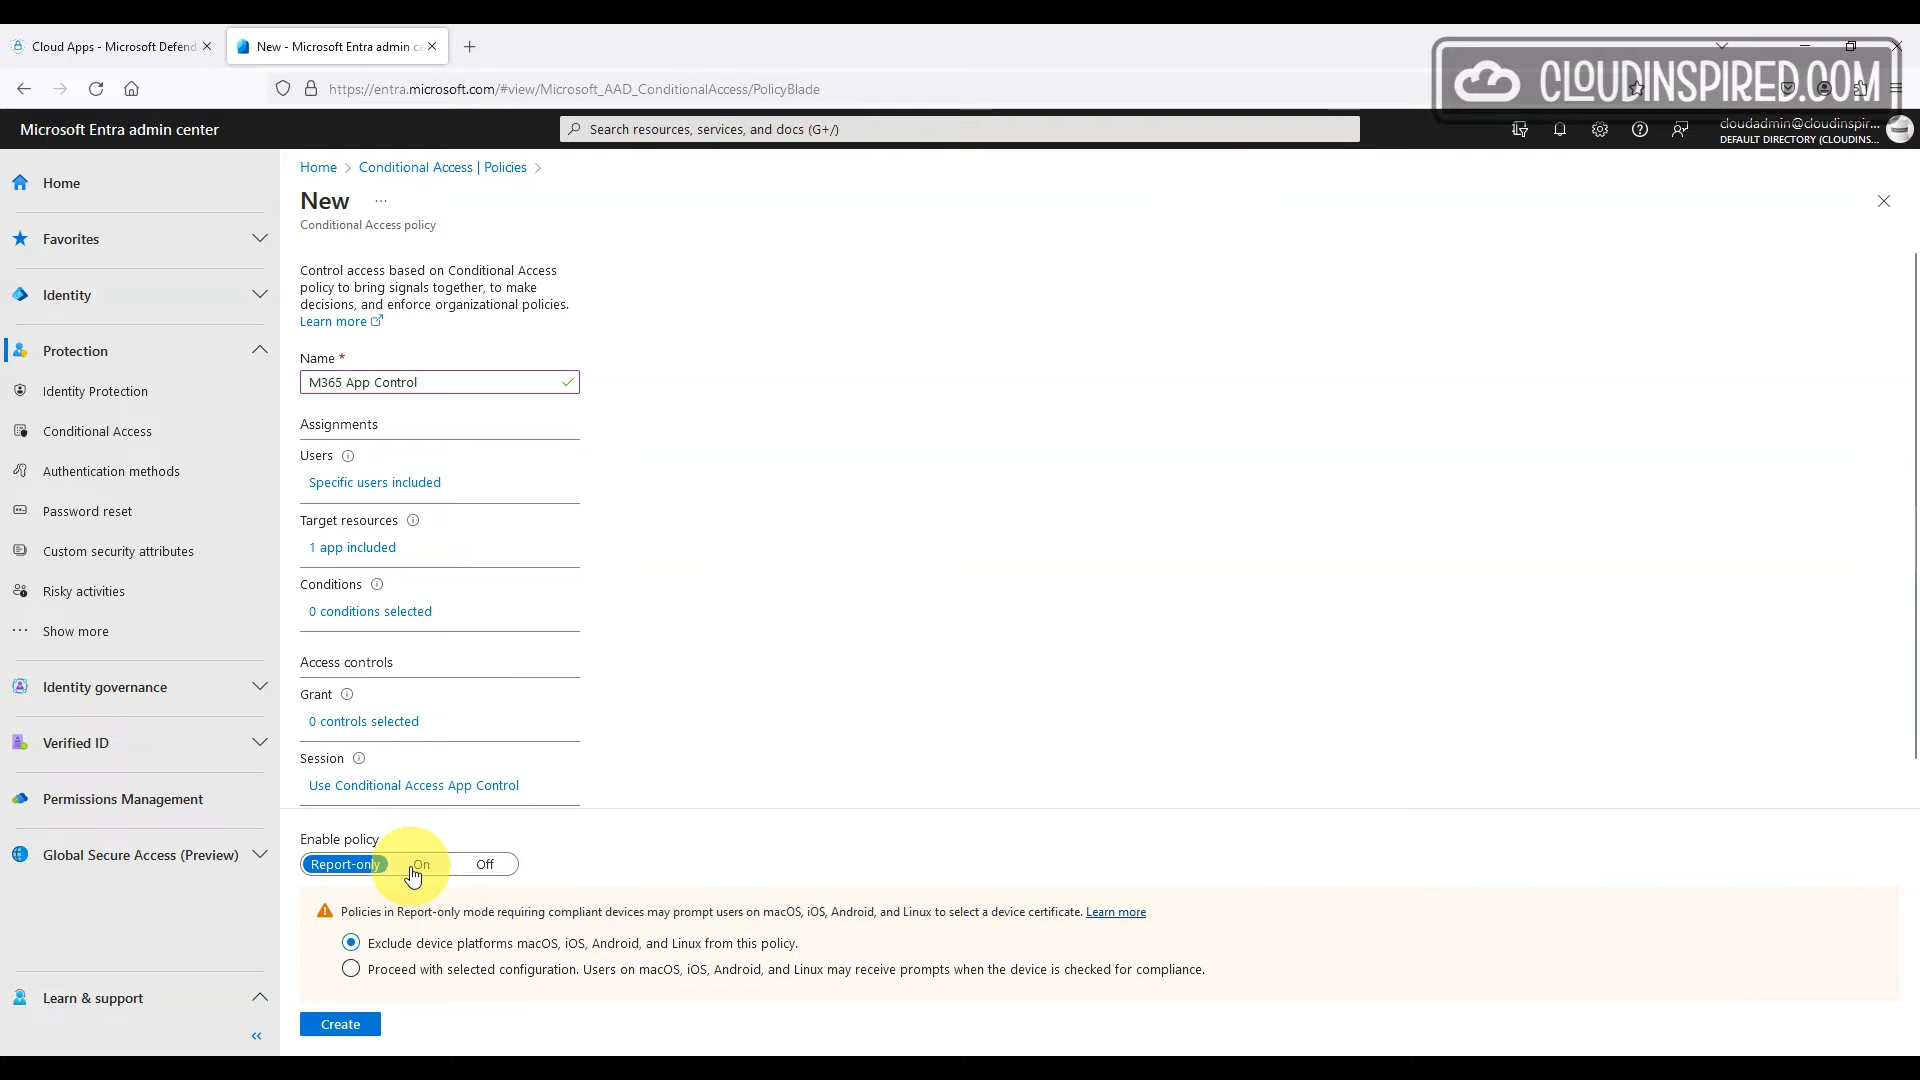 Cloud Apps - Microsoft Defend
New - Microsoft Entra admin ce
https://entra.microsoft.com/#view/Microsoft_AAD_ConditionalAccess/PolicyBlade
CLOUDINSPIRED.COM
Microsoft Entra admin center
Search resources, services, and docs (G+/)
cloudadmin@cloudinspir...
DEFAULT DIRECTORY (CLOUDINS...
Home
Favorites
Identity
Protection
Identity Protection
Conditional Access
Authentication methods
Password reset
Custom security attributes
Risky activities
Show more
Identity governance
Verified ID
Permissions Management
Global Secure Access (Preview)
Learn & support
Home > Conditional Access | Policies >
New ...
Conditional Access policy
Control access based on Conditional Access
policy to bring signals together, to make
decisions, and enforce organizational policies.
Learn more
Name *
M365 App Control
Assignments
Users
Specific users included
Target resources
1 app included
Conditions
0 conditions selected
Access controls
Grant
0 controls selected
Session
Use Conditional Access App Control
Enable policy
Report-only On Off
Policies in Report-only mode requiring compliant devices may prompt users on macOS, iOS, Android, and Linux to select a device certificate. Learn more
Exclude device platforms macOS, iOS, Android, and Linux from this policy.
Proceed with selected configuration. Users on macOS, iOS, Android, and Linux may receive prompts when the device is checked for compliance.
Create